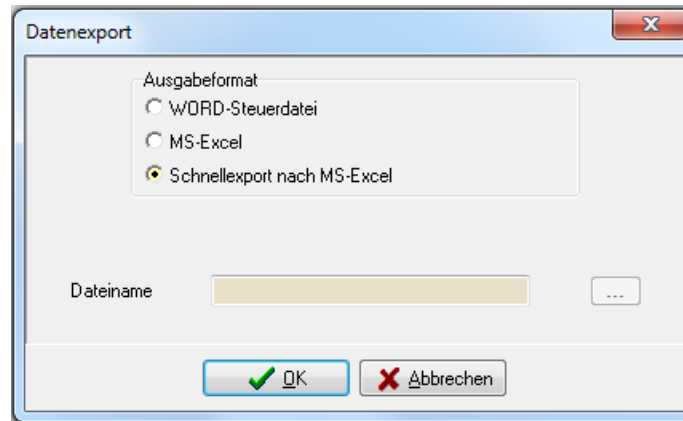 Datenexport
Ausgabeformat
WORD-Steuerdatei
MS-Excel
Schnellexport nach MS-Excel
Dateiname
...
OK
Abbrechen